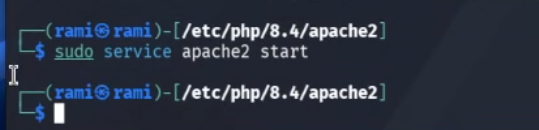 ┌──(rami㉿rami)-[/etc/php/8.4/apache2]
└─$ sudo service apache2 start
┌──(rami㉿rami)-[/etc/php/8.4/apache2]
└─$